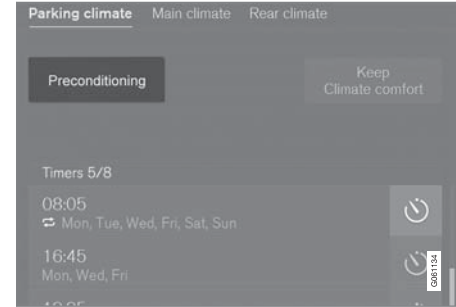 Parking climate Main climate Rear climate
Preconditioning
Keep
Climate comfort
Timers 5/8
08:05
Mon, Tue, Wed, Fri, Sat, Sun
16:45
Mon, Wed, Fri
G061134